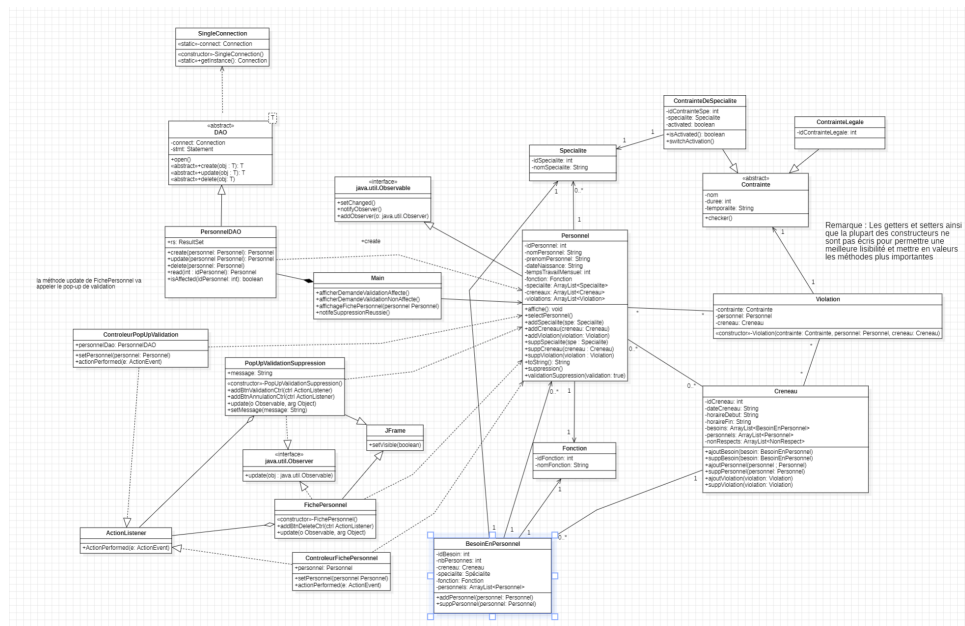 SingleConnection
«static»-connect: Connection
«constructor»-SingleConnection()
«static»+getInstance(): Connection
T
«abstract»
DAO
-connect: Connection
-stmt: Statement
+open()
«abstract»+create(obj : T): T
«abstract»+update(obj : T): T
«abstract»+delete(obj: T)
PersonnelDAO
+rs: ResultSet
+create(personnel: Personnel): Personnel
+update(personnel: Personnel): Personnel
+delete(personnel: Personnel)
+read(int : idPersonnel): Personnel
+isAffected(idPersonnel: int): boolean
«interface»
java.util.Observable
+setChanged()
+notifyObserver()
+addObserver(o: java.util.Observer)
+create
Main
+afficherDemandeValidationAffecte()
+afficherDemandeValidationNonAffecte()
+affichageFichePersonnel(personnel Personnel)
+notifeSuppressionReussie()
la méthode update de FichePersonnel va
appeler le pop-up de validation
ControleurPopUpValidation
+personnelDao: PersonnelDAO
+setPersonnel(personnel: Personnel)
+actionPerformed(e: ActionEvent)
PopUpValidationSuppression
+message: String
«constructor»-PopUpValidationSuppression()
+addBtnValidationCtrl(ctrl ActionListener)
+addBtnAnnulationCtrl(ctrl ActionListener)
+update(o Observable, arg Object)
+setMessage(message: String)
JFrame
+setVisible(boolean)
«interface»
java.util.Observer
+update(obj : java.util.Observable)
FichePersonnel
«constructor»-FichePersonnel()
+addBtnDeleteCtrl(ctrl ActionListener)
+update(o Observable, arg Object)
ActionListener
+ActionPerformed(e: ActionEvent)
ControleurFichePersonnel
+personnel: Personnel
+setPersonnel(personnel Personnel)
+actionPerformed(e: ActionEvent)
Specialite
-idSpecialite: int
-nomSpecialite: String
1
1
1
0..*
1
ContrainteDeSpecialite
-idContrainteSpe: int
-specialite: Specialite
-activated: boolean
+isActivated(): boolean
+switchActivation()
ContrainteLegale
-idContrainteLegale: int
«abstract»
Contrainte
-nom
-duree: int
-temporalite: String
+checker()
1
Remarque : Les getters et setters ainsi
que la plupart des constructeurs ne
sont pas écris pour permettre une
meilleure lisibilité et mettre en valeurs
les méthodes plus importantes
Personnel
-idPersonnel: int
-nomPersonnel: String
-prenomPersonnel: String
-dateNaissance: String
-tempsTravailMensuel: int
-fonction: Fonction
-specialite: ArrayList<Specialite>
-creneaux: ArrayList<Creneau>
-violations: ArrayList<Violation>
+affiche(): void
+selectPersonnel()
+addSpecialite(spe: Specialite)
+addCreneau(creneau: Creneau)
+addViolation(violation : Violation)
+suppSpecialite(spe : Specialite)
+suppCreneau(creneau : Creneau)
+suppViolation(violation : Violation)
+toString(): String
+suppression()
+validationSuppression(validation: true)
*
*
*
*
0..*
0..*
1
Violation
-contrainte: Contrainte
-personnel: Personnel
-creneau: Creneau
«constructor»-Violation(contrainte: Contrainte, personnel: Personnel, creneau: Creneau)
Creneau
-idCreneau: int
-dateCreneau: String
-horaireDebut: String
-horaireFin: String
-besoins: ArrayList<BesoinEnPersonnel>
-personnels: ArrayList<Personnel>
-nonRespects: ArrayList<NonRespect>
+ajoutBesoin(besoin: BesoinEnPersonnel)
+suppBesoin(besoin: BesoinEnPersonnel)
+ajoutPersonnel(personnel : Personnel)
+suppPersonnel(personnel: Personnel)
+ajoutViolation(violation: Violation)
+suppViolation(violation: Violation)
1
Fonction
-idFonction: int
-nomFonction: String
1
1
1
1
0..*
BesoinEnPersonnel
-idBesoin: int
-nbPersonnes: int
-creneau: Creneau
-specialite: Spécialite
-fonction: Fonction
-personnels: ArrayList<Personnel>
+addPersonnel(personnel: Personnel)
+suppPersonnel(personnel: Personnel)